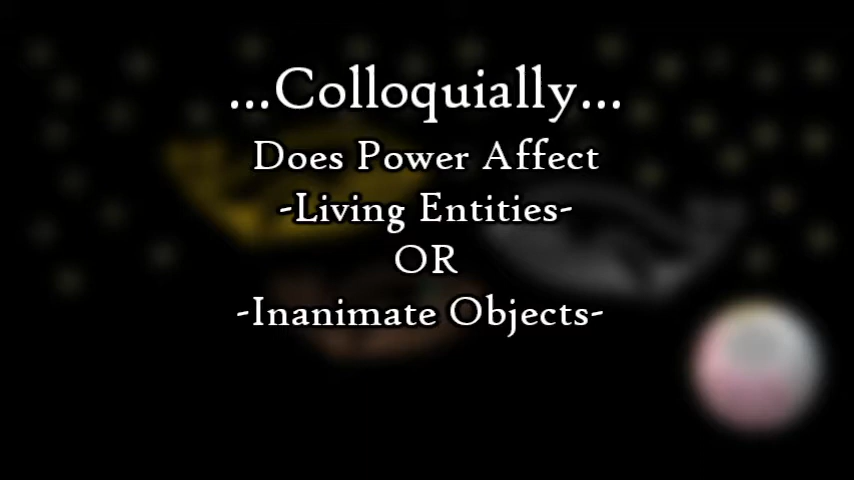 ...Colloquially...
Does Power Affect
-Living Entities-
OR
-Inanimate Objects-